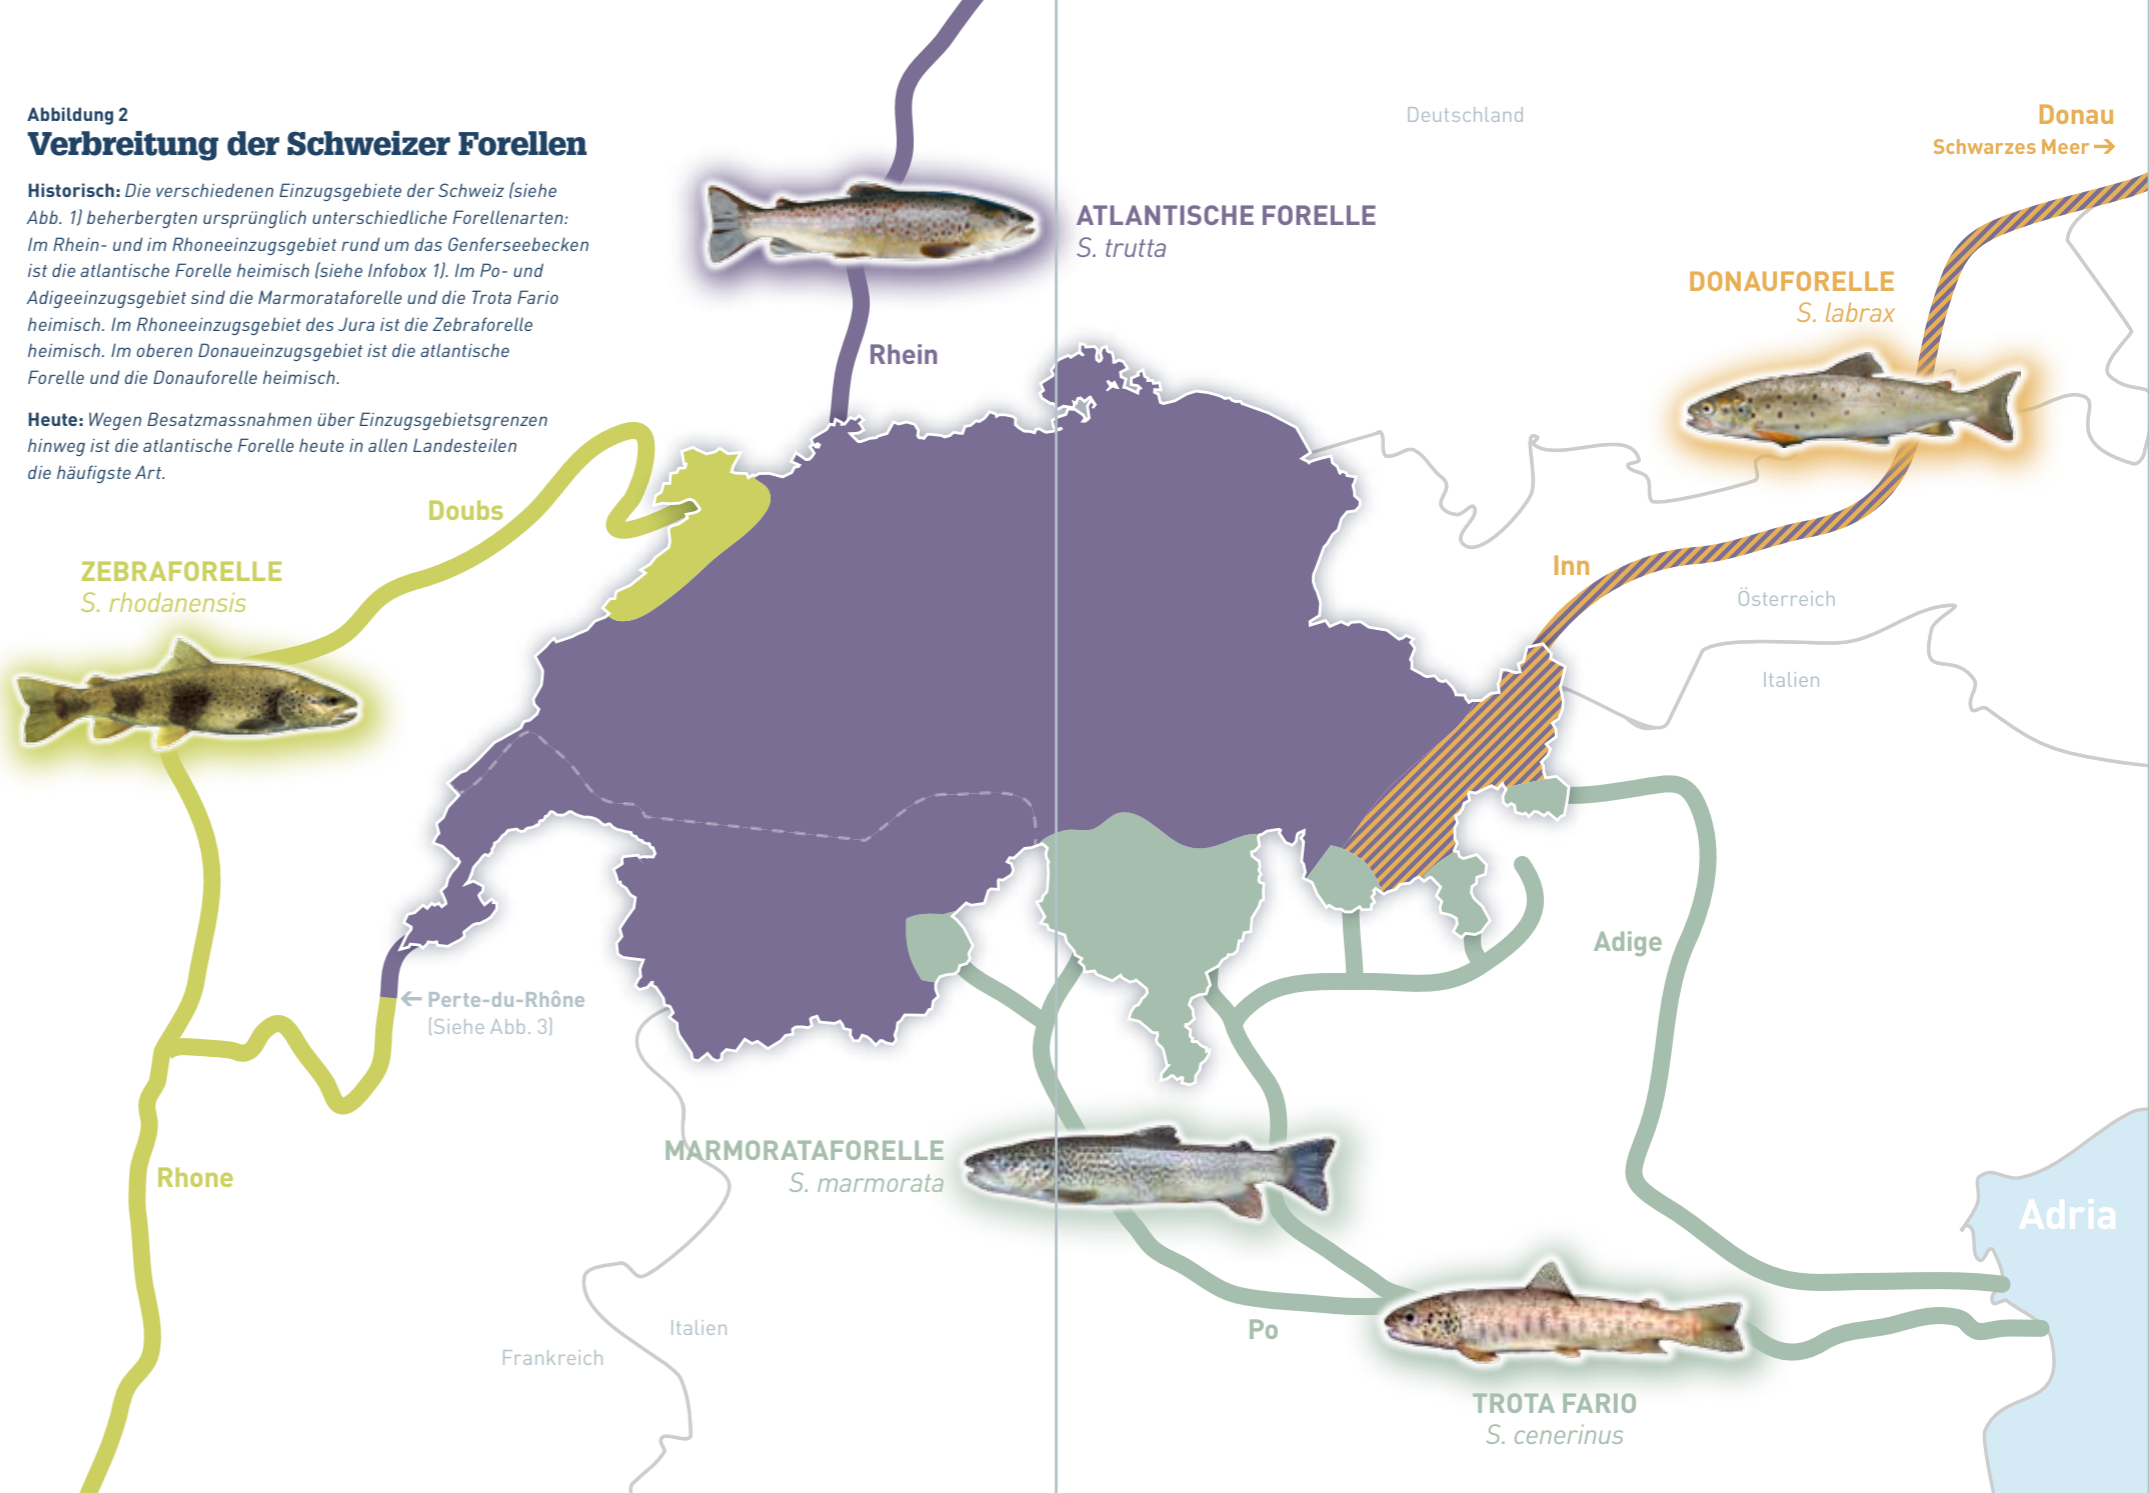 Abbildung 2
Verbreitung der Schweizer Forellen
Historisch: Die verschiedenen Einzugsgebiete der Schweiz (siehe
Abb. 1) beherbergten ursprünglich unterschiedliche Forellenarten:
Im Rhein- und im Rhoneeinzugsgebiet rund um das Genferseebecken
ist die atlantische Forelle heimisch (siehe Infobox 1). Im Po- und
Adigeeinzugsgebiet sind die Marmorataforelle und die Trota Fario
heimisch. Im Rhoneeinzugsgebiet des Jura ist die Zebraforelle
heimisch. Im oberen Donaueinzugsgebiet ist die atlantische
Forelle und die Donauforelle heimisch.
Heute: Wegen Besatzmassnahmen über Einzugsgebietsgrenzen
hinweg ist die atlantische Forelle heute in allen Landesteilen
die häufigste Art.
Deutschland
Donau
Schwarzes Meer →
ATLANTISCHE FORELLE
S. trutta
DONAUFORELLE
S. labrax
Rhein
Doubs
ZEBRAFORELLE
S. rhodanensis
Inn
Österreich
Italien
Adige
← Perte-du-Rhône
(Siehe Abb. 3)
MARMORATAFORELLE
S. marmorata
Rhone
Adria
Italien
Frankreich
Po
TROTA FARIO
S. cenerinus